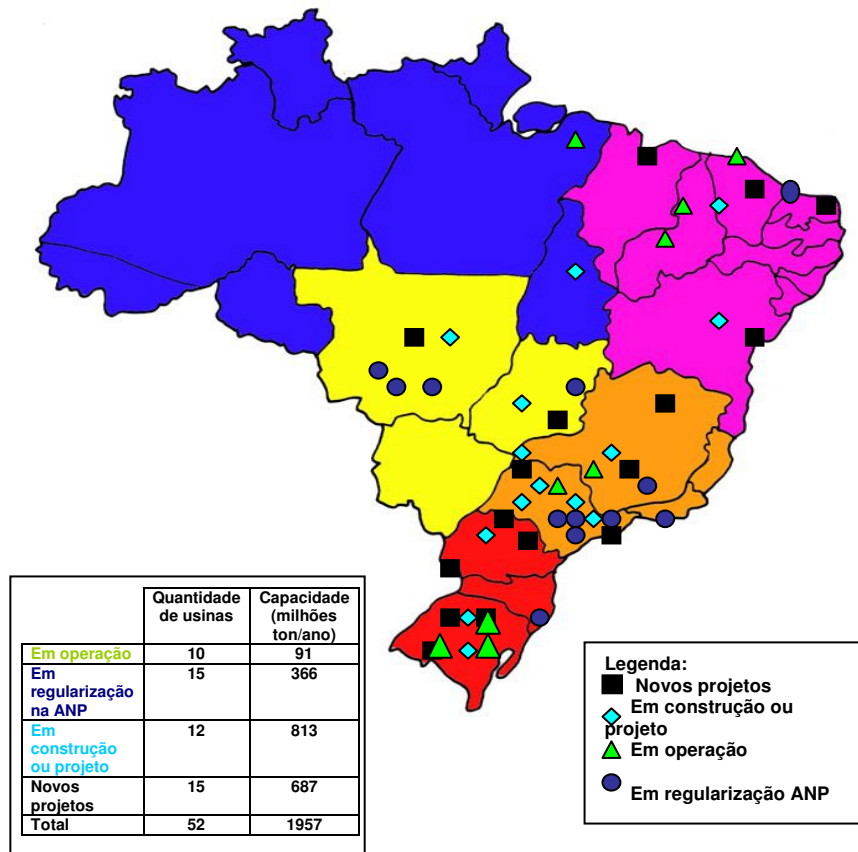 Quantidade
de usinas
Capacidade
(milhões
ton/ano)
Em operação
10
91
Em
regularização
na ANP
15
366
Em
construção
ou projeto
12
813
Novos
projetos
15
687
Total
52
1957
Legenda:
Novos projetos
Em construção ou
projeto
Em operação
Em regularização ANP